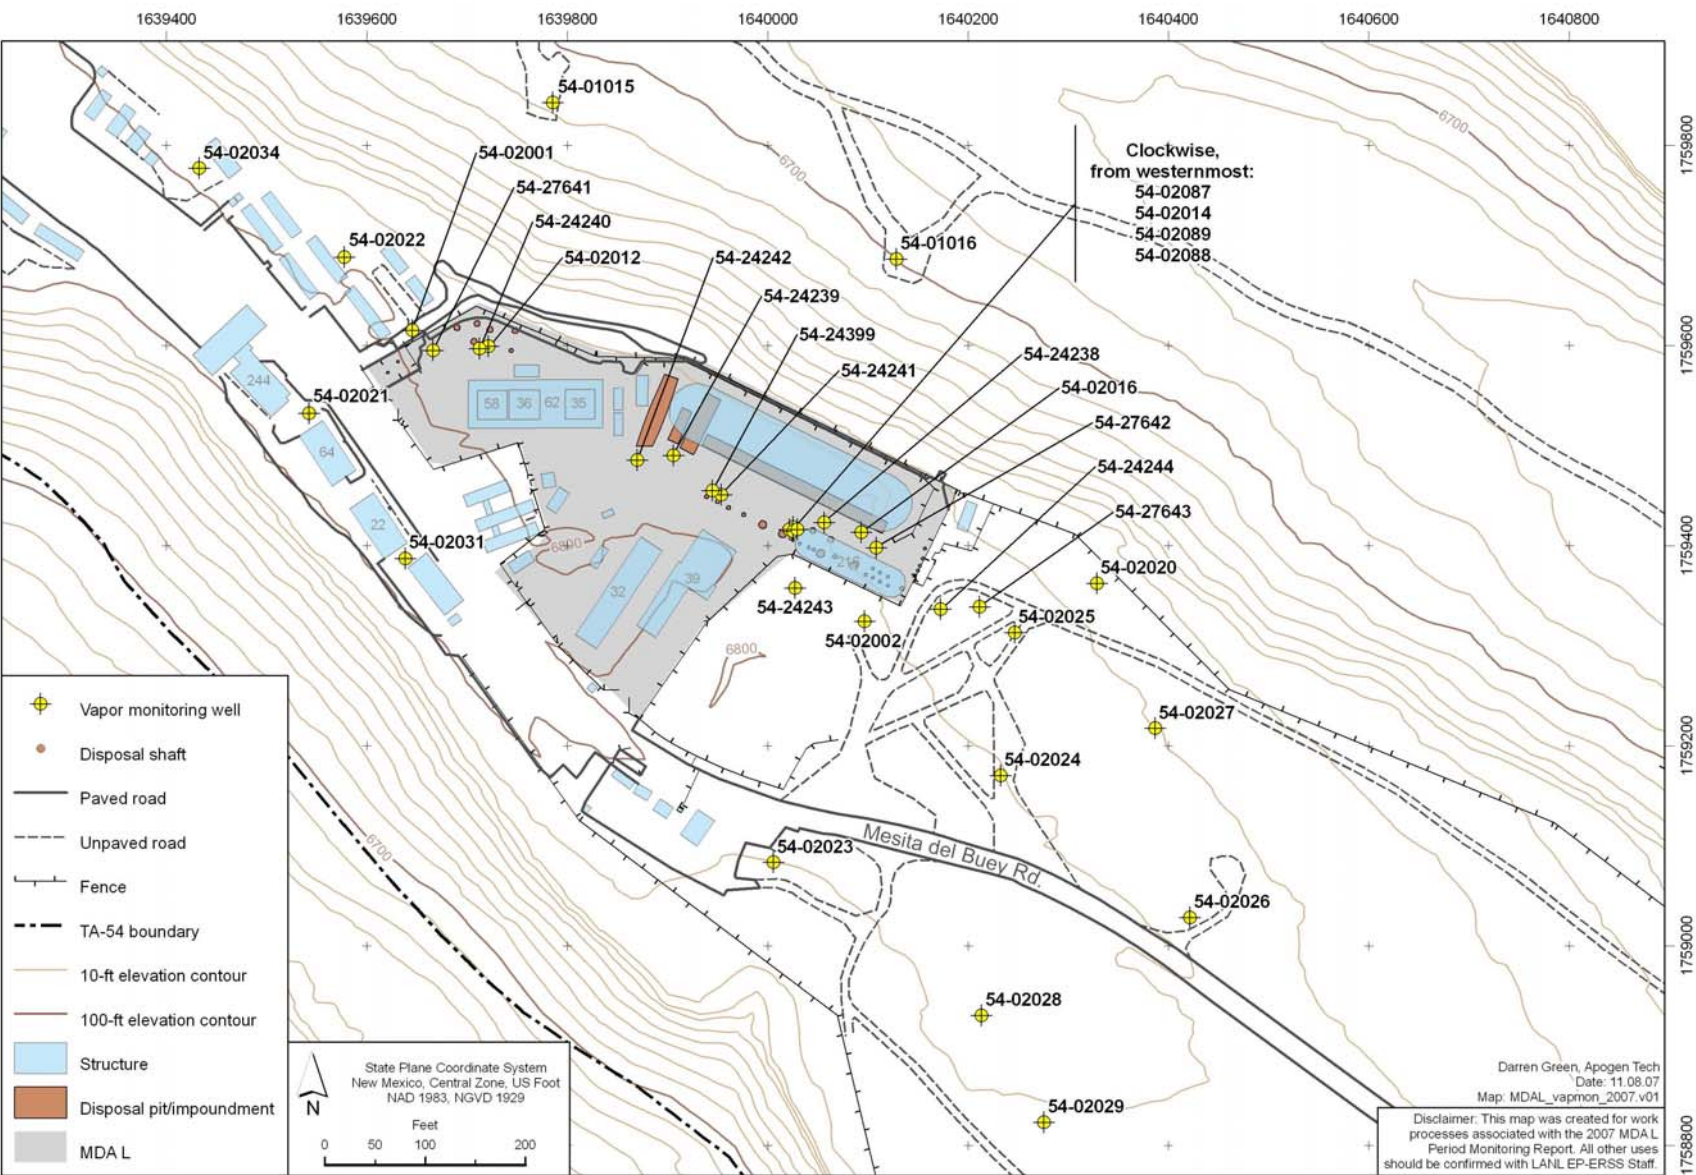 1639400
1639600
1639800
1640000
1640200
1640400
1640600
1640800
54-01015
6700
6700
1759800
54-02034
54-02001
54-27641
54-24240
54-02012
Clockwise,
from westernmost:
54-02087
54-02014
54-02089
54-02088
54-02022
54-01016
54-24242
54-24239
54-24399
54-24241
54-24238
54-02016
54-27642
54-24244
54-27643
1759600
244
54-02021
58
36
62
35
64
22
54-02031
6800
32
39
1759400
54-02020
54-24243
54-02002
54-02025
6800
54-02027
54-02024
1759200
6700
54-02023
Mesita del Buey Rd.
54-02026
1759000
54-02028
54-02029
1758800
Vapor monitoring well
Disposal shaft
Paved road
Unpaved road
Fence
TA-54 boundary
10-ft elevation contour
100-ft elevation contour
Structure
Disposal pit/impoundment
MDA L
N
State Plane Coordinate System
New Mexico, Central Zone, US Foot
NAD 1983, NGVD 1929
Feet
0 50 100 200
Darren Green, Apogen Tech
Date: 11.08.07
Map: MDAL_vapmon_2007.v01
Disclaimer: This map was created for work
processes associated with the 2007 MDA L
Period Monitoring Report. All other uses
should be confirmed with LANL EP-ERSS Staff.